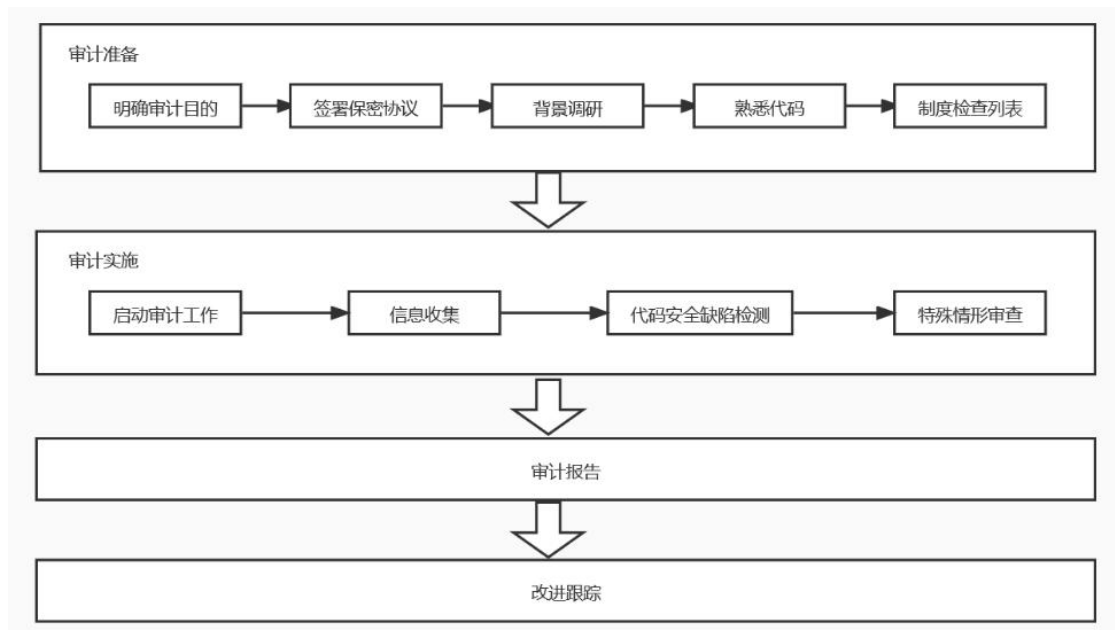 审计准备
明确审计目的
签署保密协议
背景调研
熟悉代码
制度检查列表
审计实施
启动审计工作
信息收集
代码安全缺陷检测
特殊情形审查
审计报告
改进跟踪